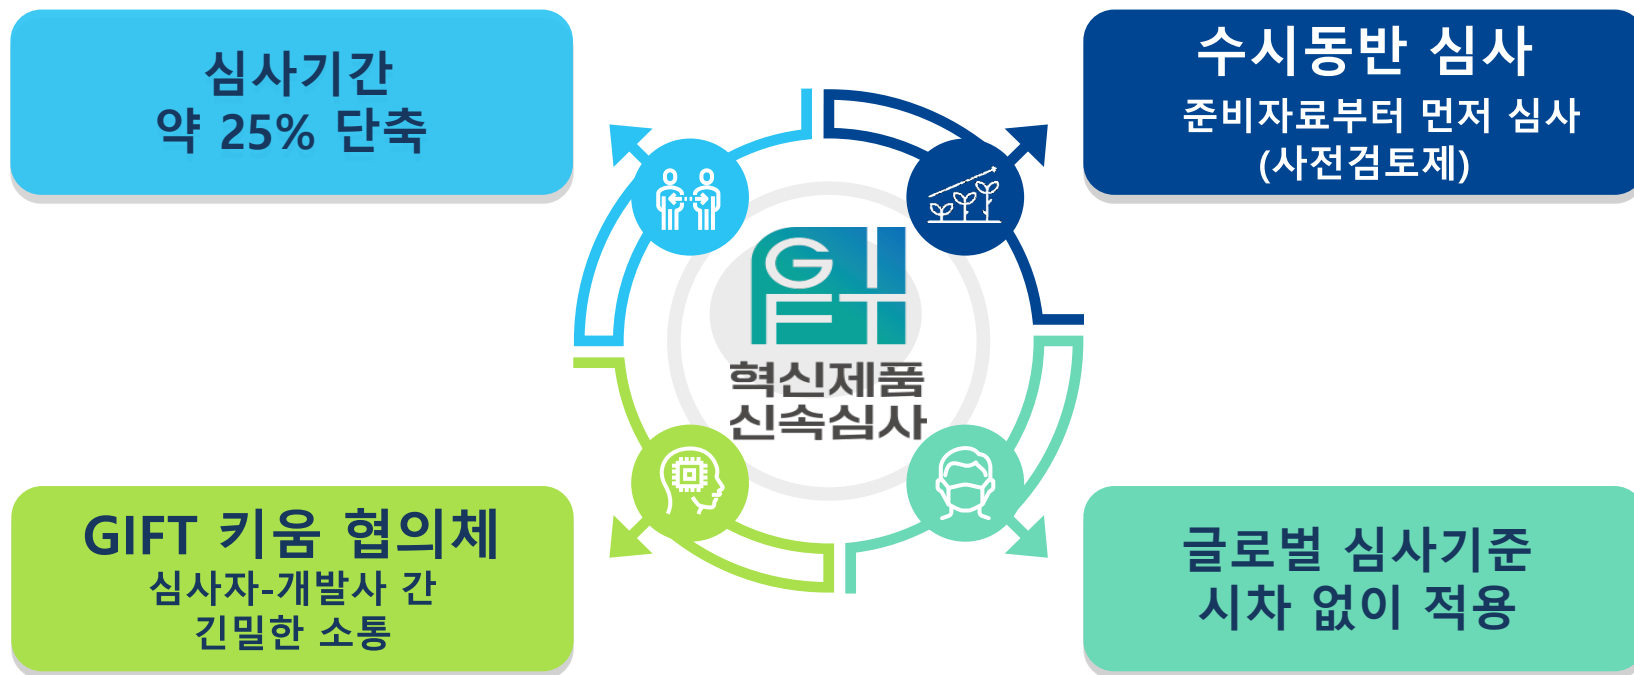 심사기간
약 25% 단축
수시동반 심사
준비자료부터 먼저 심사
(사전검토제)
GI
FT
혁신제품
신속심사
GIFT 키움 협의체
심사자-개발사 간
긴밀한 소통
글로벌 심사기준
시차 없이 적용